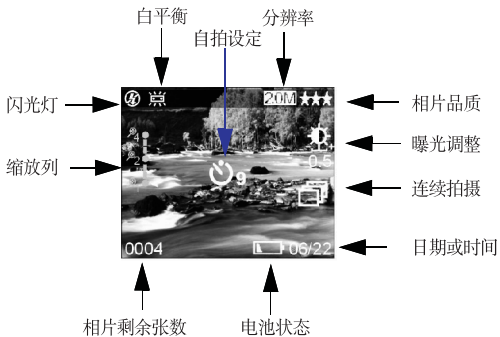 白平衡
分辨率
自拍设定
闪光灯
2.0M
相片品质
曝光调整
-0.5
缩放列
9
连续拍摄
0004
06/22
日期或时间
相片剩余张数
电池状态